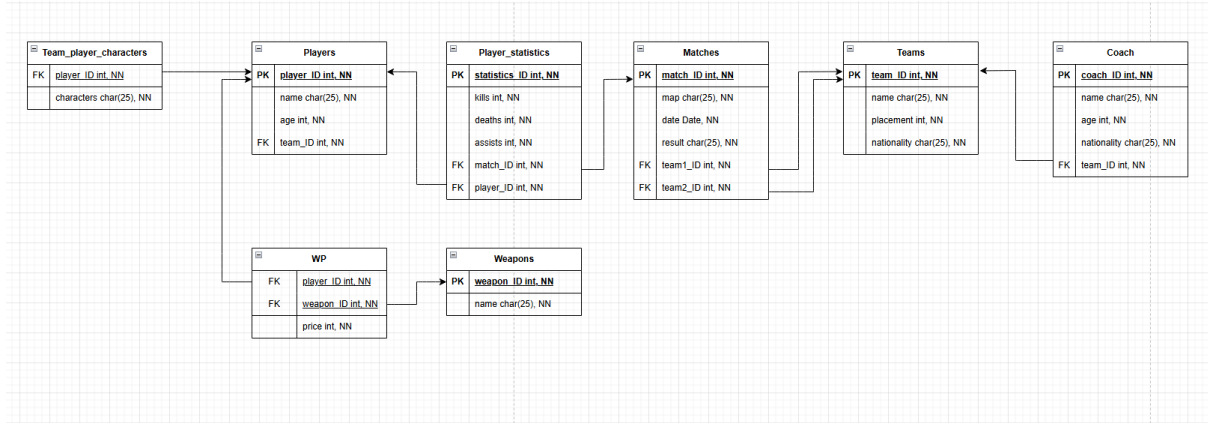 Team_player_characters
FK player_ID int, NN
characters char(25), NN
Players
PK player_ID int, NN
name char(25), NN
age int, NN
FK team_ID int, NN
Player_statistics
PK statistics_ID int, NN
kills int, NN
deaths int, NN
assists int, NN
FK match_ID int, NN
FK player_ID int, NN
Matches
PK match_ID int, NN
map char(25), NN
date Date, NN
result char(25), NN
FK team1_ID int, NN
FK team2_ID int, NN
Teams
PK team_ID int, NN
name char(25), NN
placement int, NN
nationality char(25), NN
Coach
PK coach_ID int, NN
name char(25), NN
age int, NN
nationality char(25), NN
FK team_ID int, NN
WP
FK player_ID int, NN
FK weapon_ID int, NN
price int, NN
Weapons
PK weapon_ID int, NN
name char(25), NN